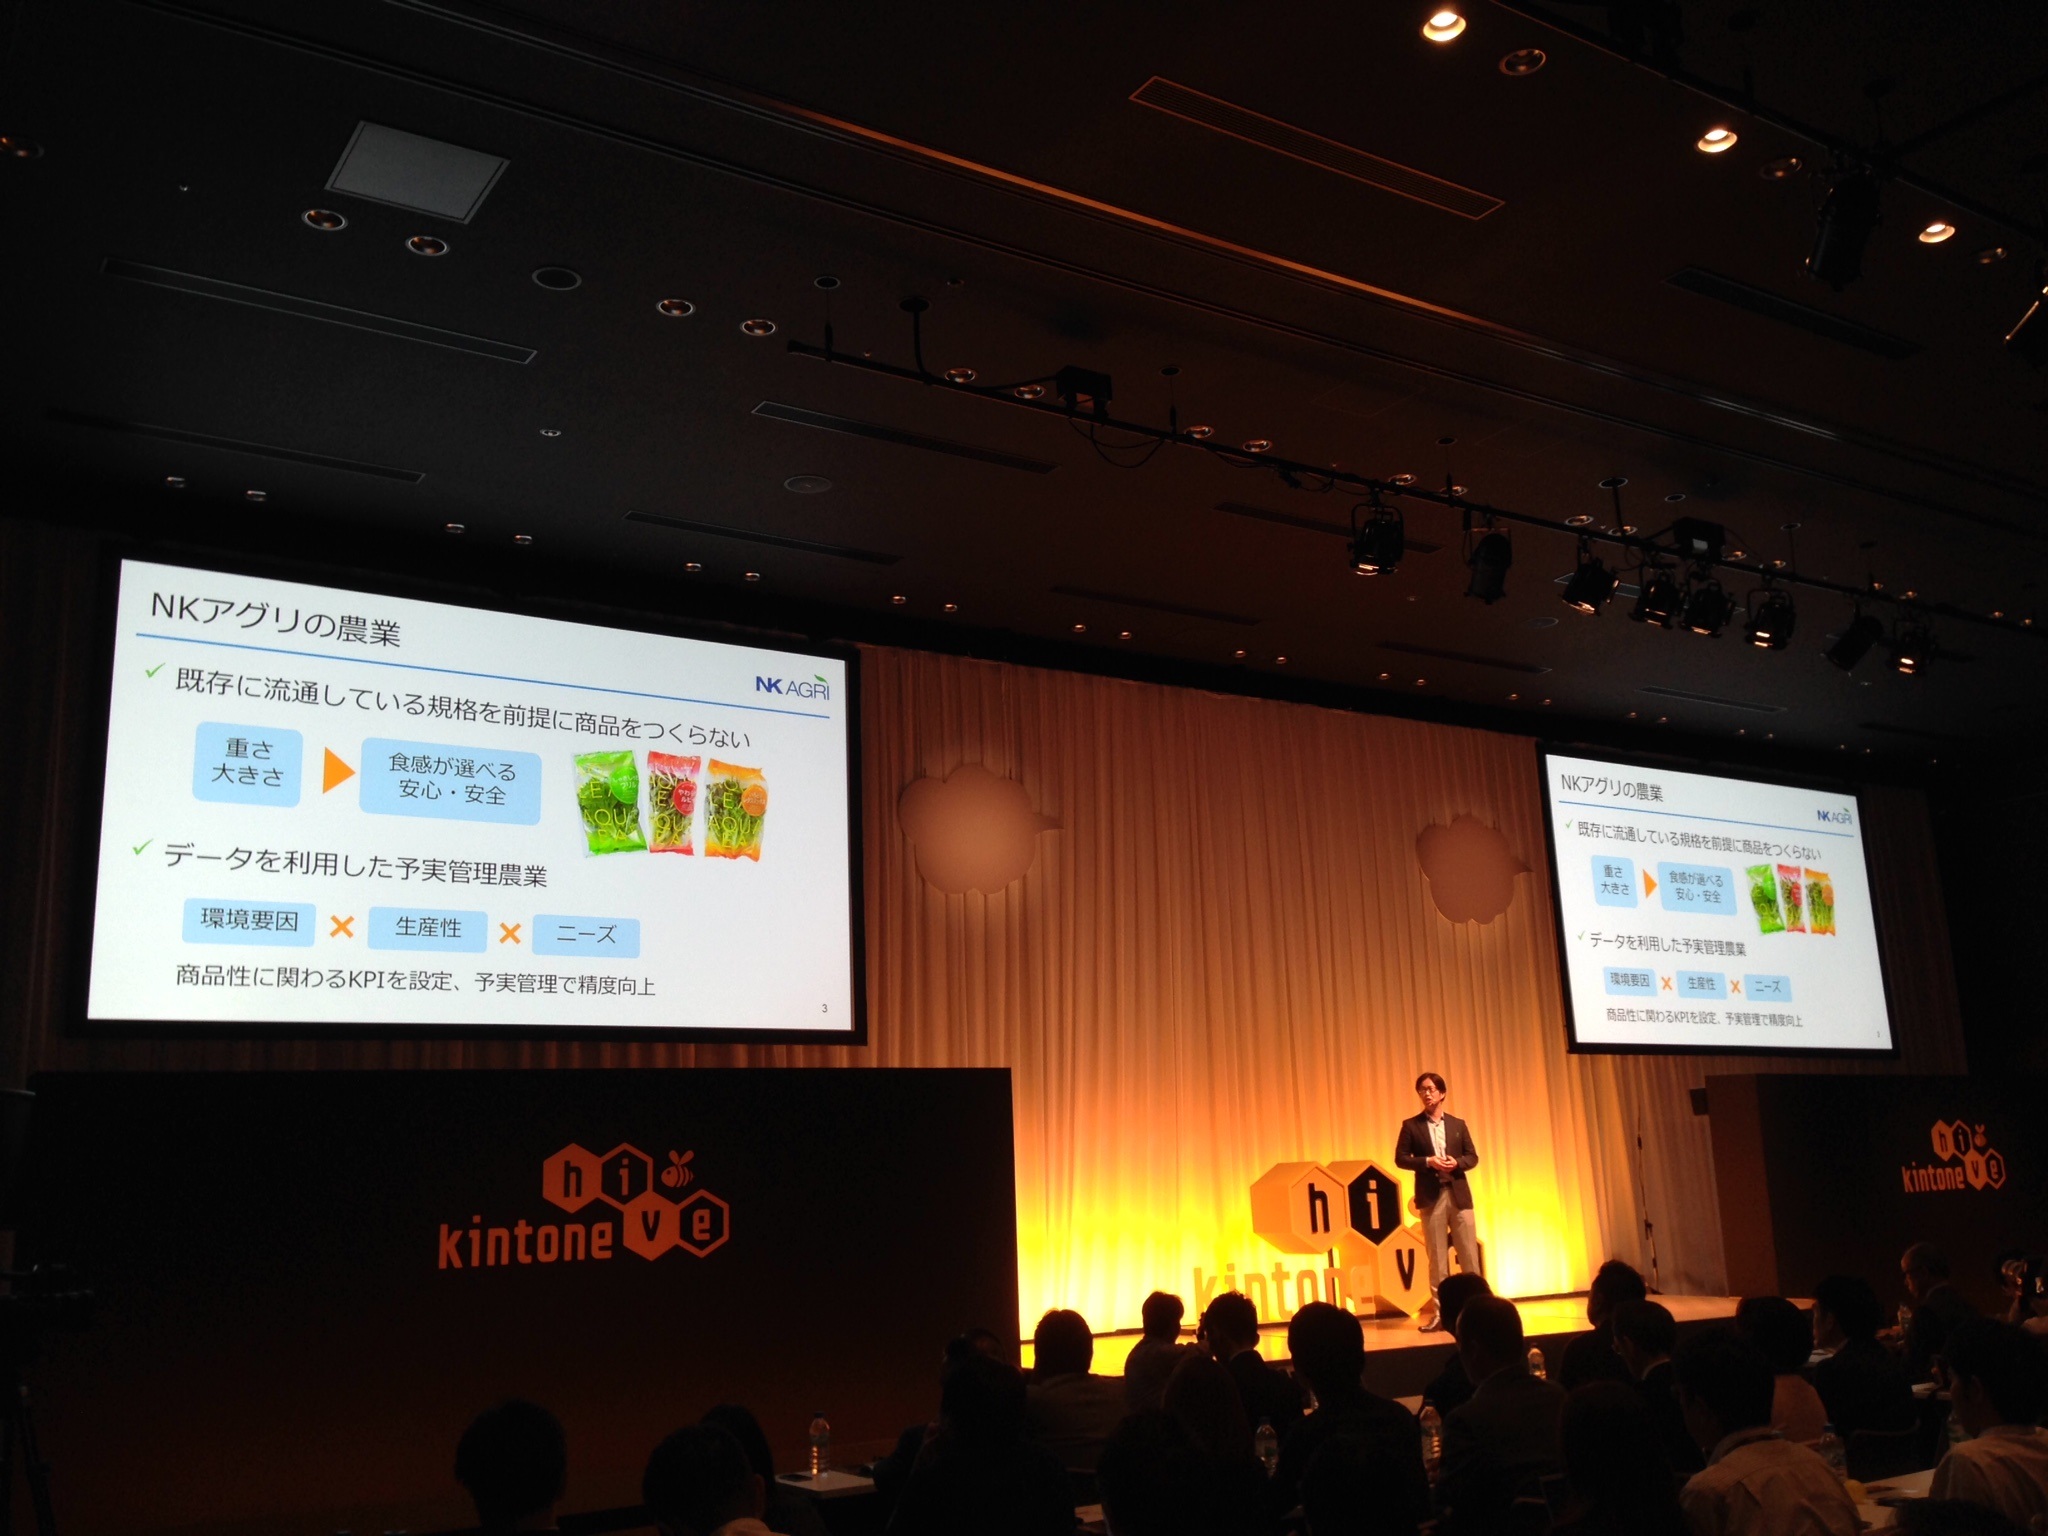 NKアグリの農業
NK AGRI
✓ 既存に流通している規格を前提に商品をつくらない
重さ
大きさ
食感が選べる
安心・安全
✓ データを利用した予実管理農業
環境要因 × 生産性 × ニーズ
商品性に関わるKPIを設定、予実管理で精度向上
3
NKアグリの農業
NK AGRI
✓ 既存に流通している規格を前提に商品をつくらない
重さ
大きさ
食感が選べる
安心・安全
✓ データを利用した予実管理農業
環境要因 × 生産性 × ニーズ
商品性に関わるKPIを設定、予実管理で精度向上
3
kintone hive
kintone hiv
kintone hive